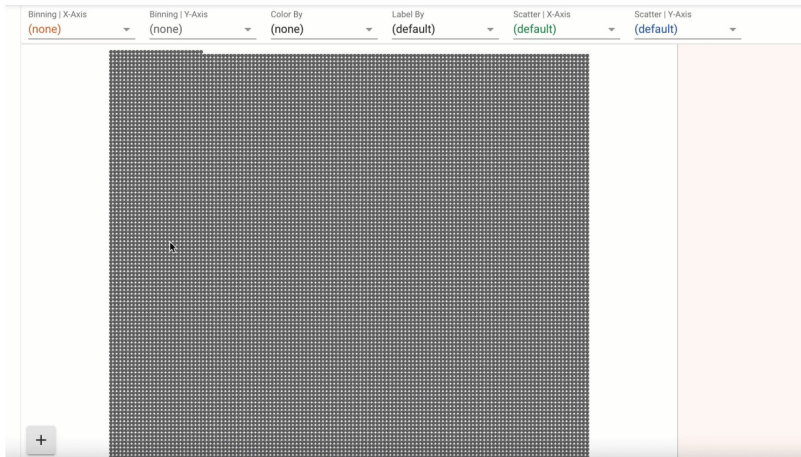 Binning | X-Axis Binning | Y-Axis Color By Label By Scatter | X-Axis Scatter | Y-Axis
(none) (none) (none) (default) (default) (default)
+